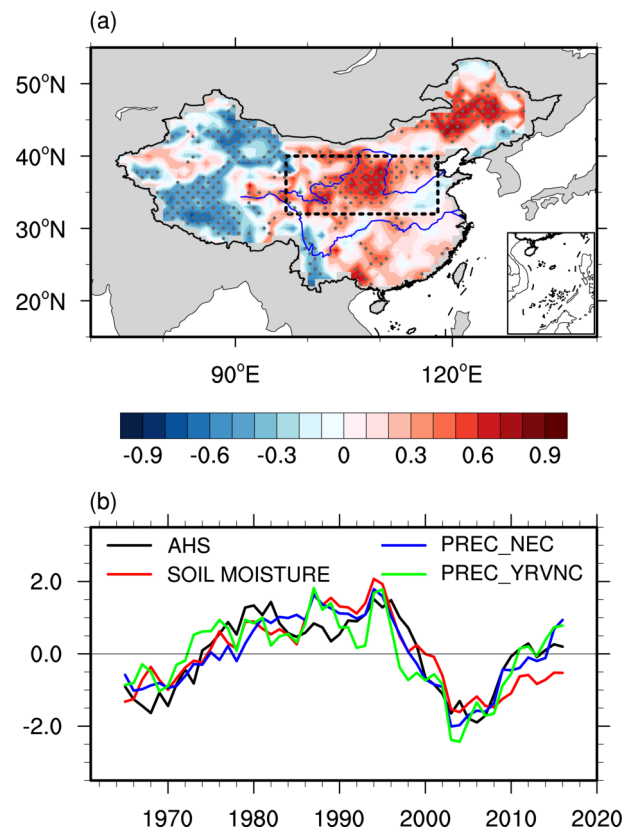 (a)
50°N
40°N
30°N
20°N
90°E 120°E
-0.9 -0.6 -0.3 0 0.3 0.6 0.9
(b)
AHS PREC_NEC
SOIL MOISTURE PREC_YRVNC
2.0
0.0
-2.0
1970 1980 1990 2000 2010 2020